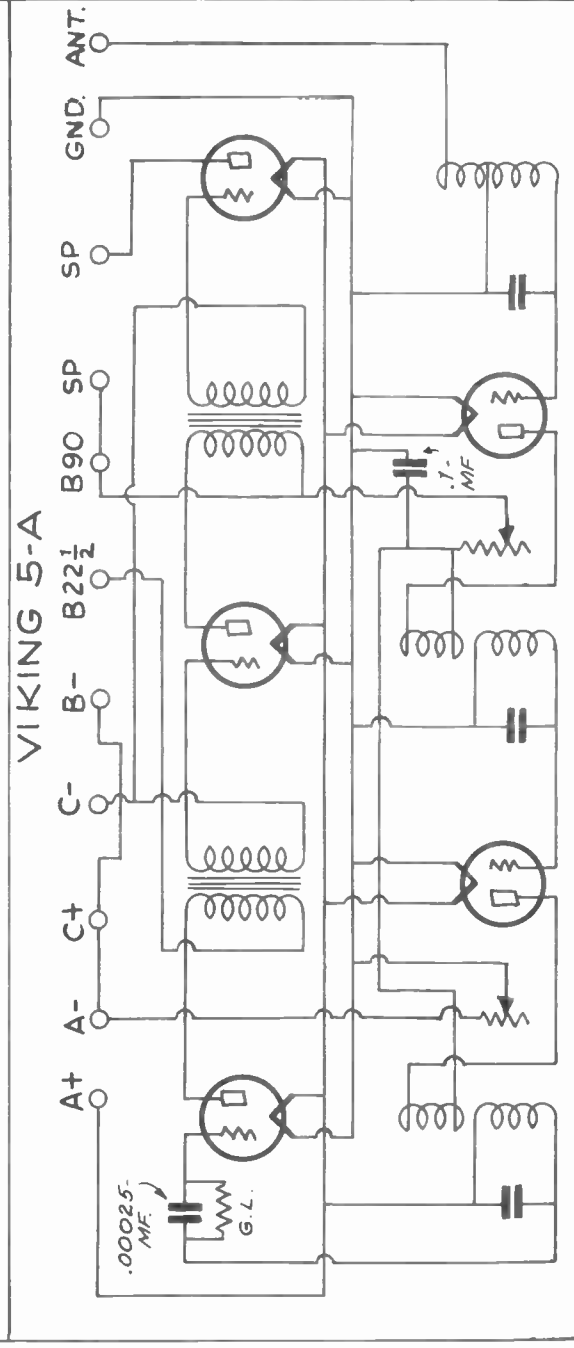 VIKING 5-A
A+
A-
C+
C-
B-
B22½
B90
SP
SP
GND.
ANT.
.00025-
MF.
G.L.
.1-
MF